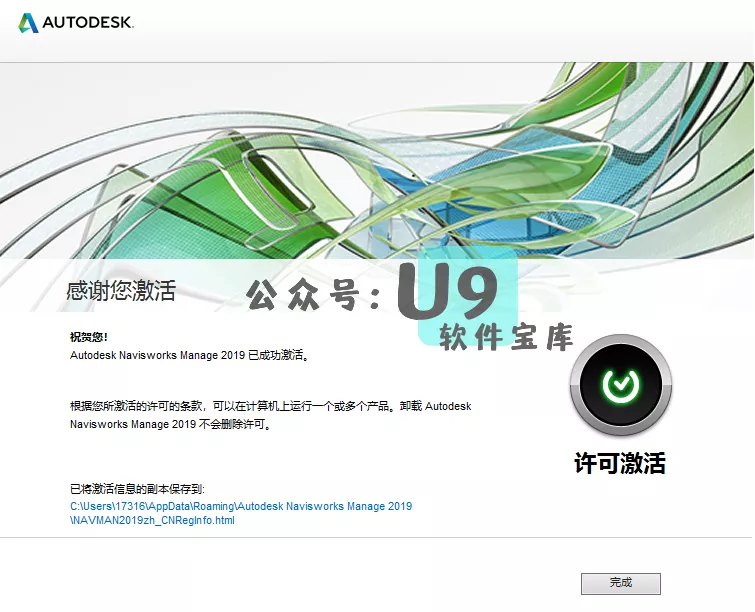 AUTODESK.
感谢您激活
公众号:U9
软件宝库
祝贺您!
Autodesk Navisworks Manage 2019 已成功激活。
根据您所激活的许可的条款，可以在计算机上运行一个或多个产品。卸载 Autodesk
Navisworks Manage 2019 不会删除许可。
许可激活
已将激活信息的副本保存到:
C:\Users\17316\AppData\Roaming\Autodesk Navisworks Manage 2019
\NAVMAN2019zh_CNRegInfo.html
完成